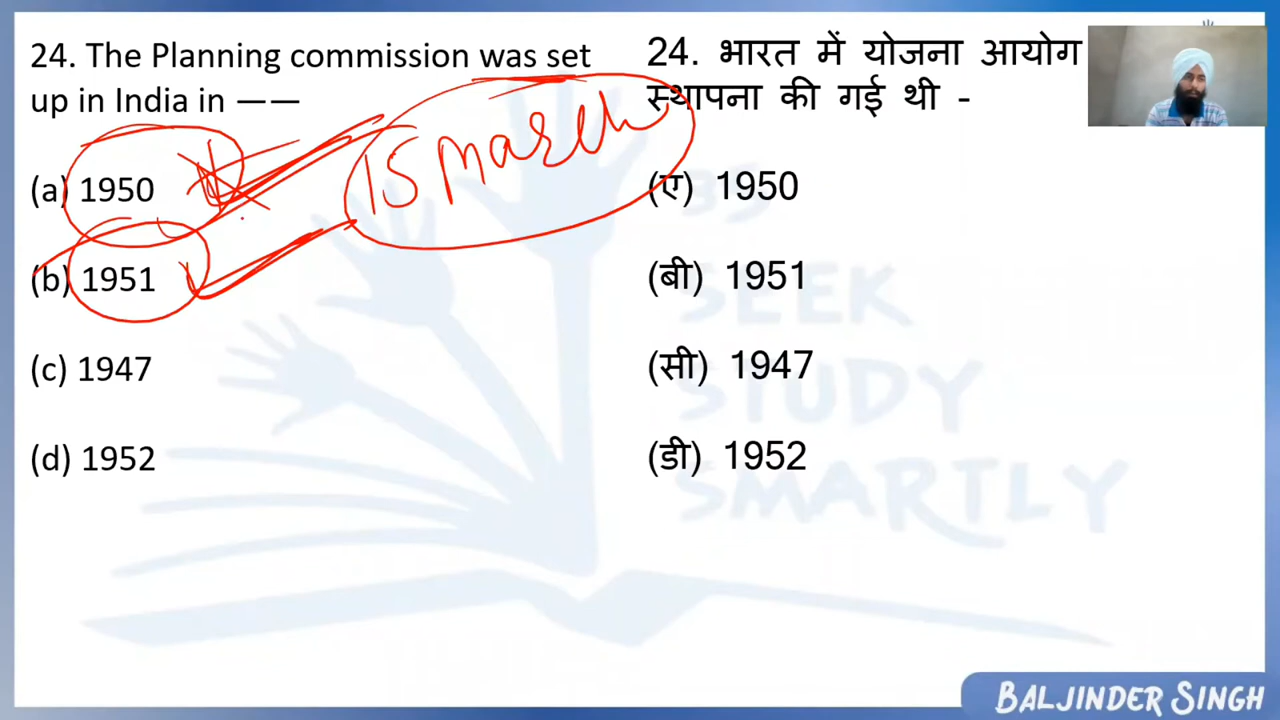 24. The Planning commission was set
up in India in ——
(a) 1950
(b) 1951
(c) 1947
(d) 1952
15 march
24. भारत में योजना आयोग
स्थापना की गई थी -
(ए) 1950
(बी) 1951
(सी) 1947
(डी) 1952
SEEK
STUDY
SMARTLY
BALJINDER SINGH